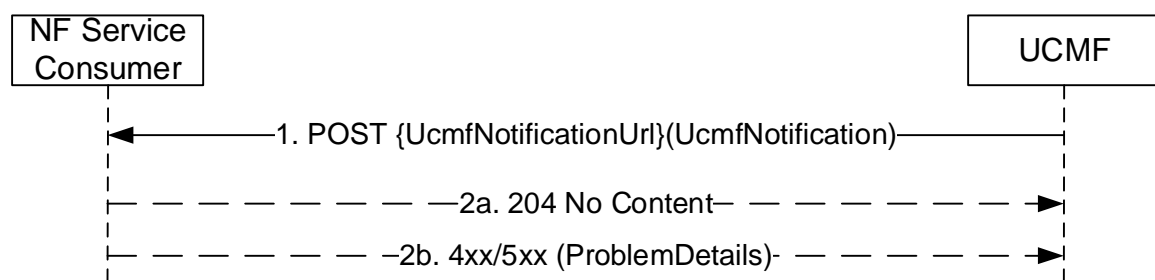 NF Service
Consumer
UCMF
1. POST {UcmfNotificationUrl}(UcmfNotification)
2a. 204 No Content
2b. 4xx/5xx (ProblemDetails)